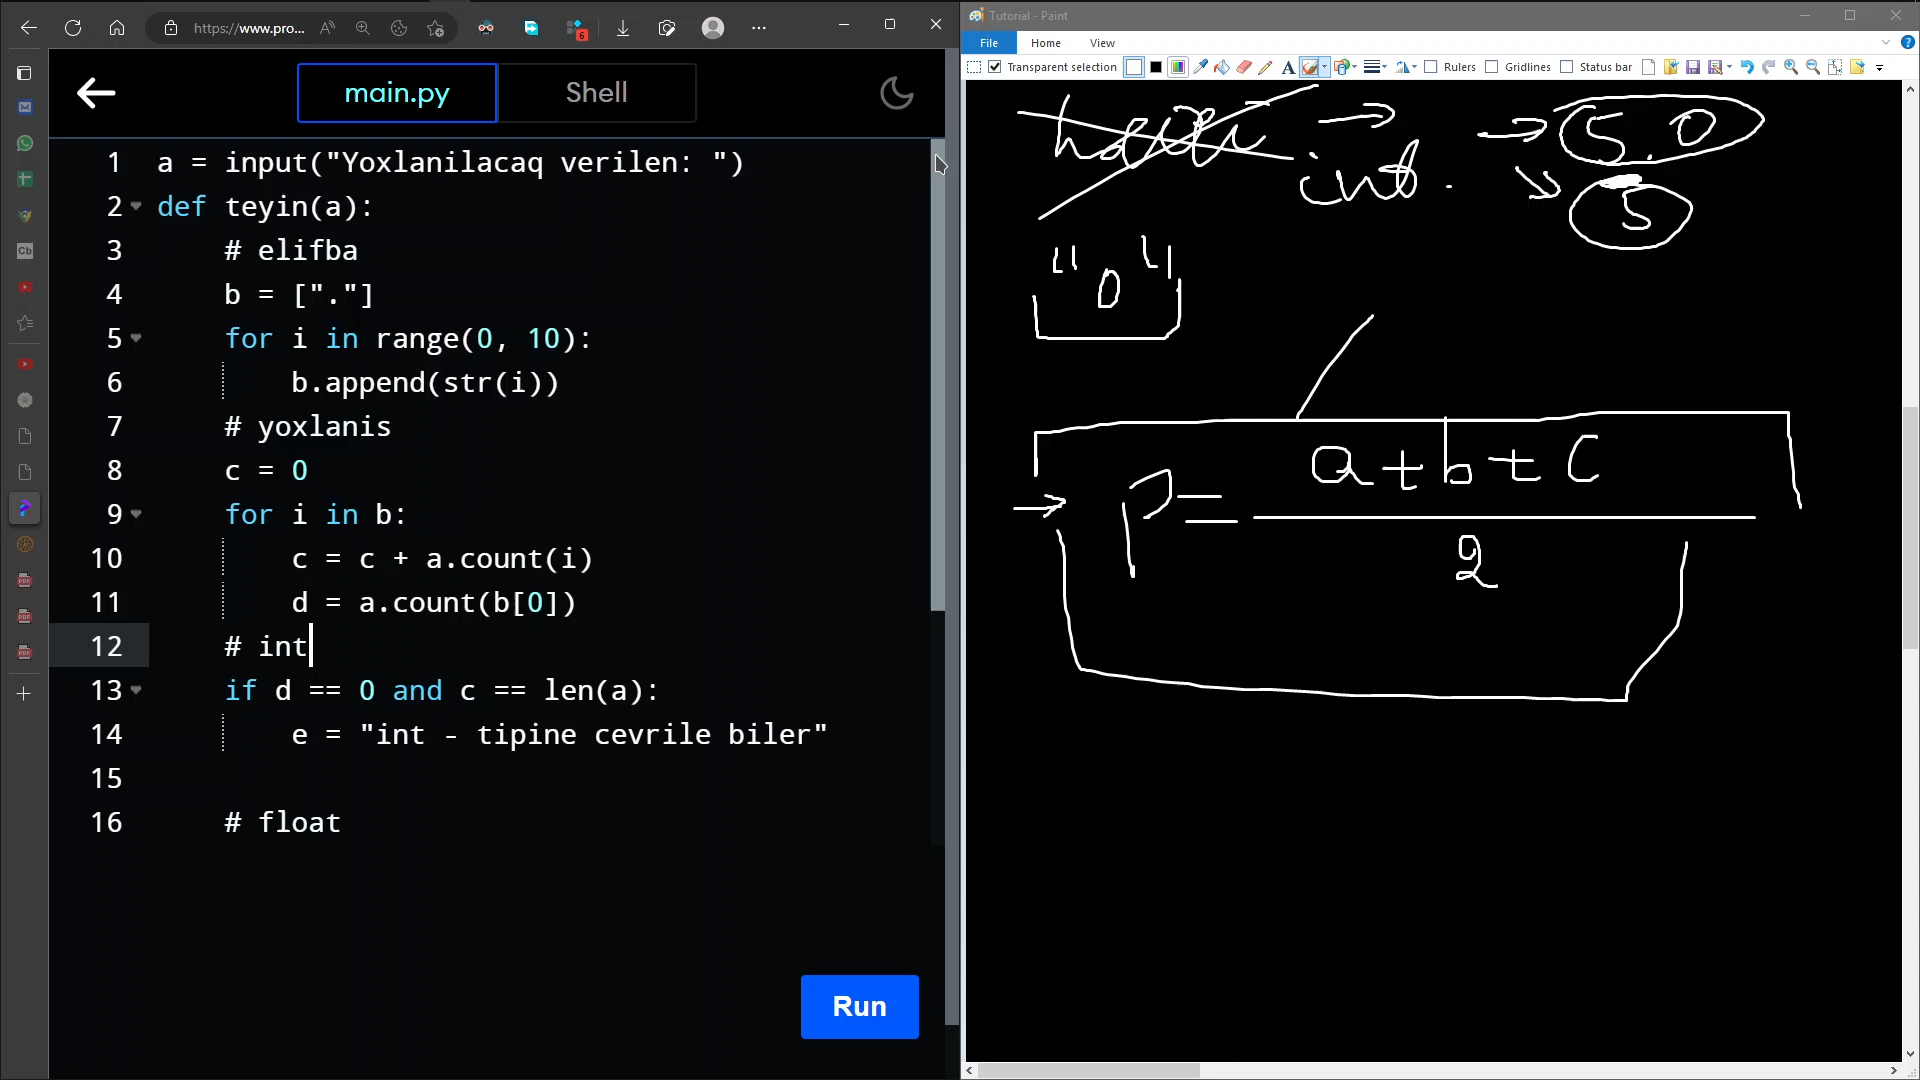 https://www.pro...
6
main.py
Shell
1 a = input("Yoxlanilacaq verilen: ")
2 def teyin(a):
3 # elifba
4 b = ["."]
5 for i in range(0, 10):
6 b.append(str(i))
7 # yoxlanis
8 c = 0
9 for i in b:
10 c = c + a.count(i)
11 d = a.count(b[0])
12 # int
13 if d == 0 and c == len(a):
14 e = "int - tipine cevrile biler"
15
16 # float
Run
Tutorial - Paint
File Home View
Transparent selection
Rulers
Gridlines
Status bar
→ int. → 5.0
5
"0"
→ P = a + b + c
2